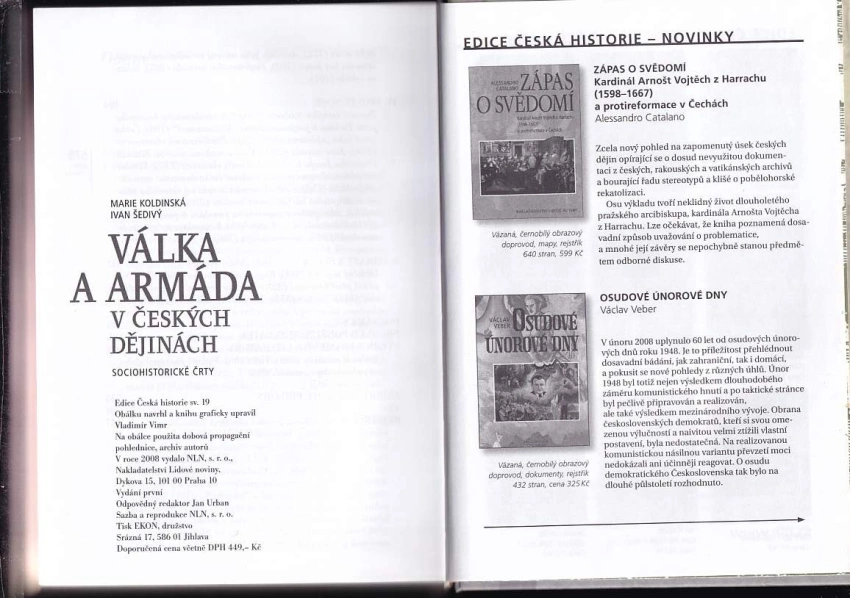 MARIE KOLDINSKÁ
IVAN ŠEDIVÝ
VÁLKA
A ARMÁDA
V ČESKÝCH
DĚJINÁCH
SOCIOHISTORICKÉ ČRTY
Edice Česká historie sv. 19
Obálku navrhl a knihu graficky upravil
Vladimír Vimr
Na obálce použita dobová propagační
pohlednice, archiv autorů
V roce 2008 vydalo NLN, s. r. o.,
Nakladatelství Lidové noviny,
Dykova 15, 101 00 Praha 10
Vydání první
Odpovědný redaktor Jan Urban
Sazba a reprodukce NLN, s. r. o.
Tisk EKON, družstvo
Srázná 17, 586 01 Jihlava
Doporučená cena včetně DPH 449,– Kč
EDICE ČESKÁ HISTORIE – NOVINKY
ALESSANDRO
CATALANO
ZÁPAS
O SVĚDOMÍ
Vázaná, černobílý obrazový
doprovod, mapy, rejstřík
640 stran, 599 Kč
ZÁPAS O SVĚDOMÍ
Kardinál Arnošt Vojtěch z Harrachu
(1598–1667)
a protireformace v Čechách
Alessandro Catalano
Zcela nový pohled na zapomenutý úsek českých
dějin opírající se o dosud nevyužitou dokumen-
taci z českých, rakouských a vatikánských archivů
a bourající řadu stereotypů a klišé o pobělohorské
rekatolizaci.
Osu výkladu tvoří neklidný život dlouholetého
pražského arcibiskupa, kardinála Arnošta Vojtěcha
z Harrachu. Lze očekávat, že kniha poznamená dosa-
vadní způsob uvažování o problematice,
a mnohé její závěry se nepochybně stanou předmě-
tem odborné diskuse.
VÁCLAV
VEBER
OSUDOVÉ
ÚNOROVÉ DNY
Vázaná, černobílý obrazový
doprovod, dokumenty, rejstřík
432 stran, cena 325 Kč
OSUDOVÉ ÚNOROVÉ DNY
Václav Veber
V únoru 2008 uplynulo 60 let od osudových únoro-
vých dnů roku 1948. Je to příležitost přehlédnout
dosavadní bádání, jak zahraniční, tak i domácí,
a pokusit se nové pohledy z různých úhlů. Únor
1948 byl totiž nejen výsledkem dlouhodobého
záměru komunistického hnutí a po taktické stránce
byl pečlivě připravován a realizován,
ale také výsledkem mezinárodního vývoje. Obrana
československých demokratů, kteří si svou ome-
zenou výlučností a naivitou velmi ztížili vlastní
postavení, byla nedostatečná. Na realizovanou
komunistickou násilnou variantu převzetí moci
nedokázali ani účinněji reagovat. O osudu
demokratického Československa tak bylo na
dlouhé půlstoletí rozhodnuto.